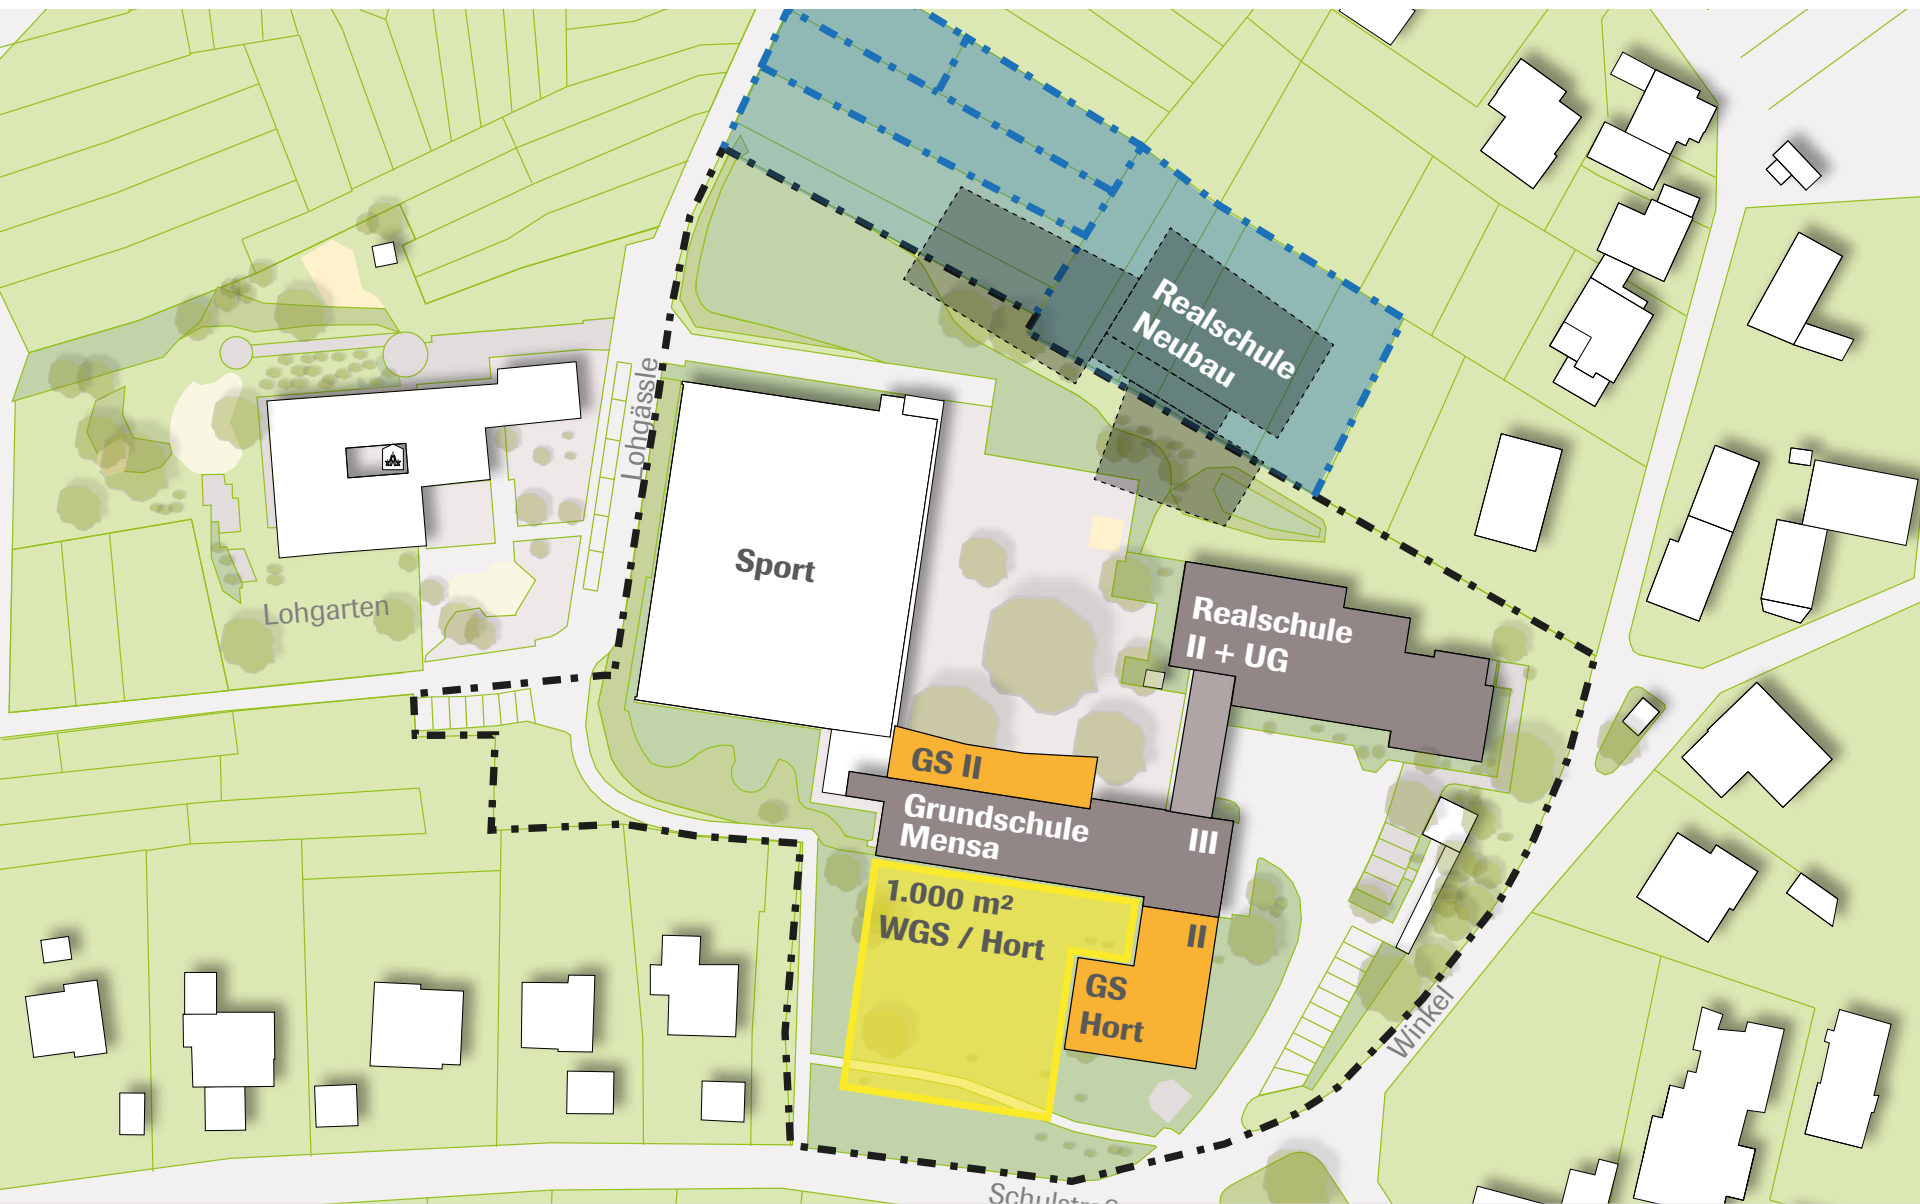 Realschule
Neubau
Lohgässle
Sport
Lohgarten
Realschule
II + UG
GS II
Grundschule
Mensa
III
1.000 m²
WGS / Hort
II
GS
Hort
Winkel